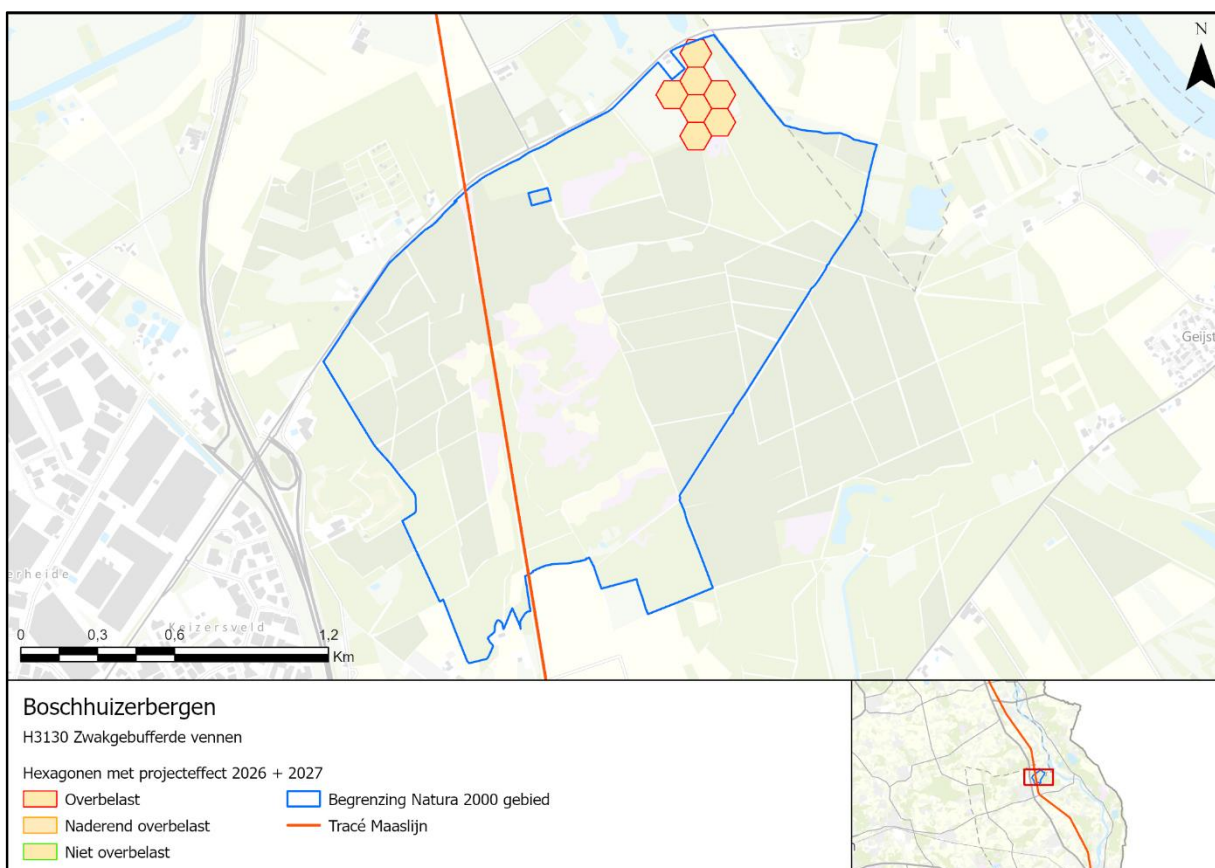 N
Geijst
erheide
Keizersveld
0 0,3 0,6 1,2
Km
Boschhuizerbergen
H3130 Zwakgebufferde vennen
Hexagonen met projecteffect 2026 + 2027
Overbelast
Naderend overbelast
Niet overbelast
Begrenzing Natura 2000 gebied
Tracé Maaslijn